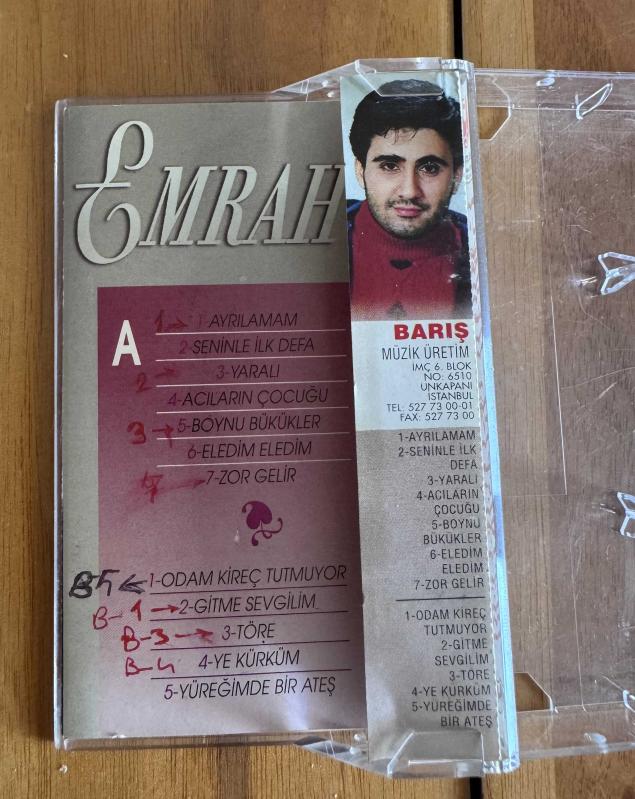 EMRAH
A
1→ 1-AYRILAMAM
2-SENİNLE İLK DEFA
2→ 3-YARALI
4-ACILARIN ÇOCUĞU
3→ 5-BOYNU BÜKÜKLER
6-ELEDİM ELEDİM
7-ZOR GELİR
B-5← 1-ODAM KİREÇ TUTMUYOR
B-1→ 2-GİTME SEVGİLİM
B-3→ 3-TÖRE
B-4 4-YE KÜRKÜM
5-YÜREĞİMDE BİR ATEŞ
BARIŞ
MÜZİK ÜRETİM
İMÇ 6. BLOK
NO: 6510
UNKAPANI
İSTANBUL
TEL: 527 73 00-01
FAX: 527 73 00
1-AYRILAMAM
2-SENİNLE İLK
DEFA
3-YARALI
4-ACILARIN
ÇOCUĞU
5-BOYNU
BÜKÜKLER
6-ELEDİM
ELEDİM
7-ZOR GELİR
1-ODAM KİREÇ
TUTMUYOR
2-GİTME
SEVGİLİM
3-TÖRE
4-YE KÜRKÜM
5-YÜREĞİMDE
BİR ATEŞ